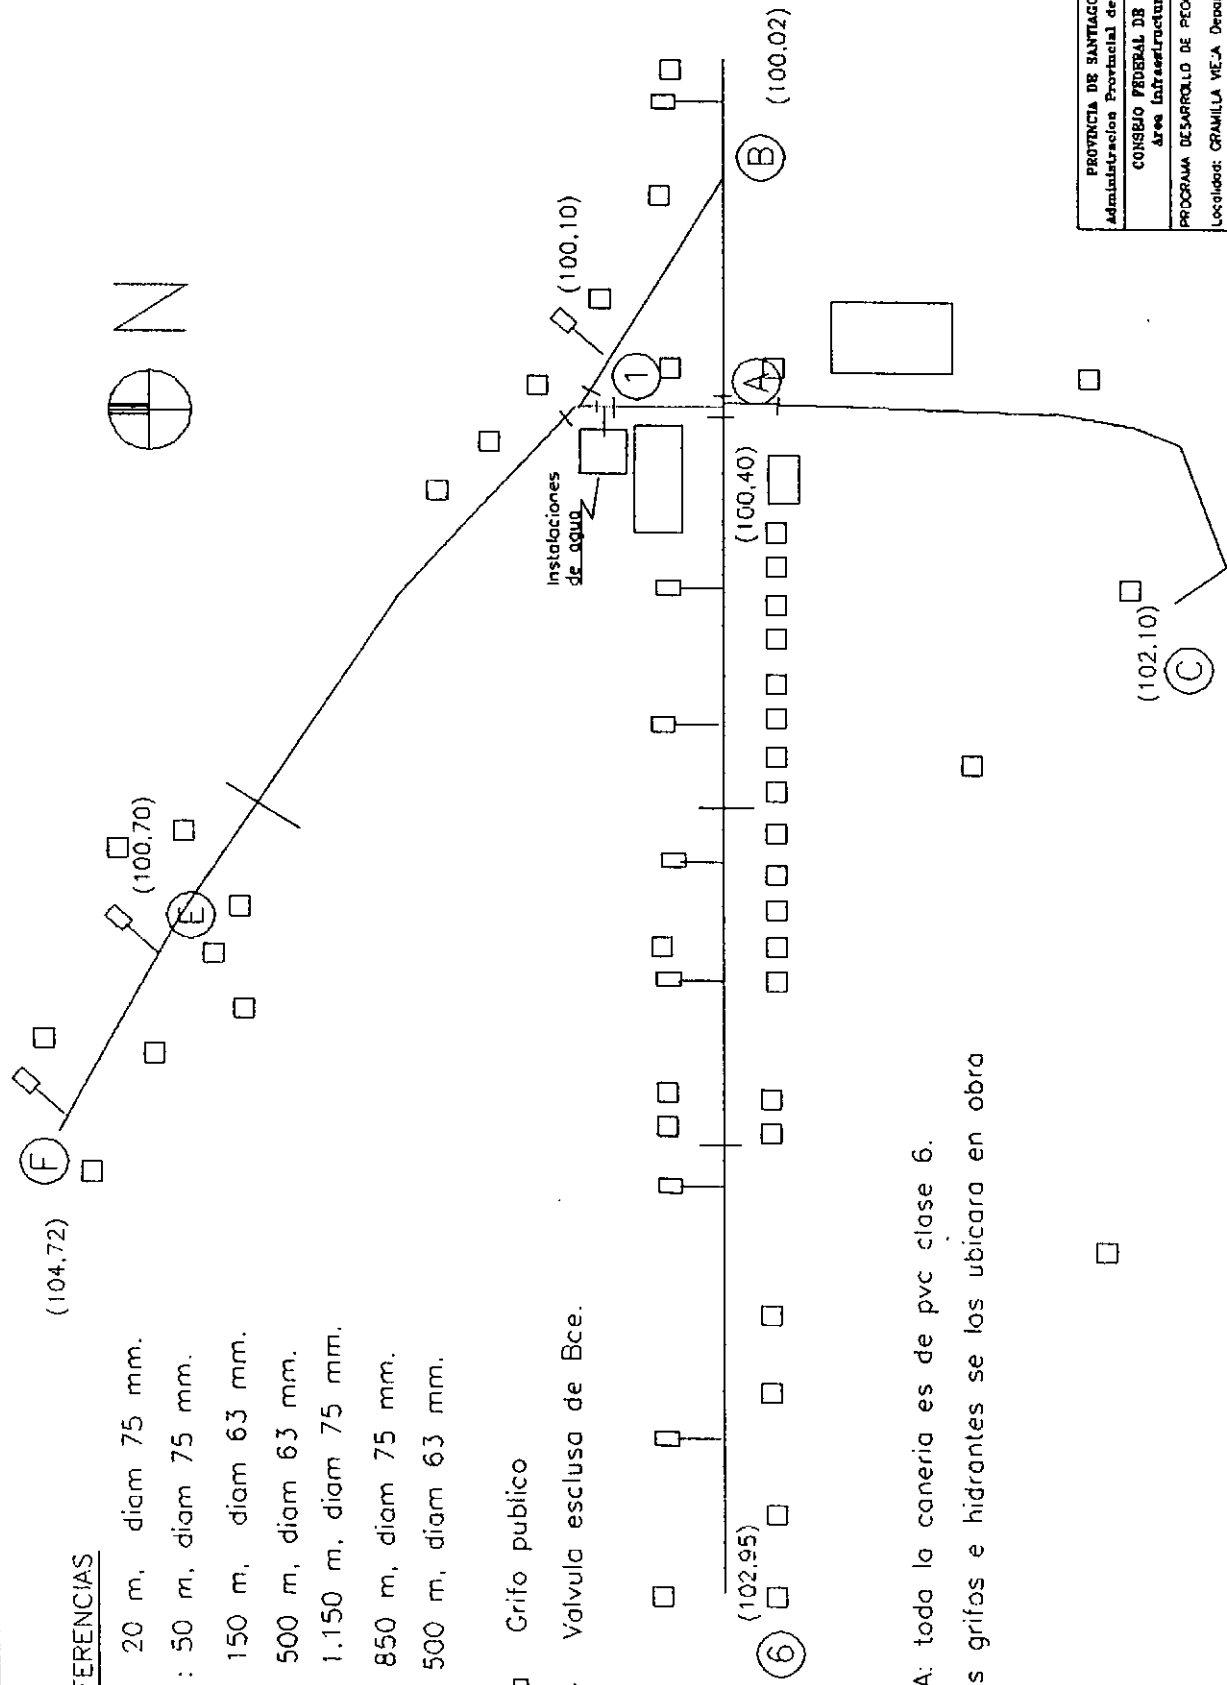 FERENCIAS
20 m, diam 75 mm.
: 50 m, diam 75 mm.
150 m, diam 63 mm.
500 m, diam 63 mm.
1.150 m, diam 75 mm.
850 m, diam 75 mm.
500 m, diam 63 mm.
Grifo publico
Valvula esclusa de Bce.
A: toda la caneria es de pvc clase 6.
s grifos e hidrantes se los ubicara en obra
N
F
(104.72)
E
(100.70)
Instalaciones
de agua
1
(100.10)
B
(100.02)
A
(100.40)
6
(102.95)
C
(102.10)
PROVINCIA DE SANTIAGO
Administracion Provincial de
CONSEJO FEDERAL DE
Area Infraestructur
PROGRAMA DESARROLLO DE PEQ
Localidad: GRAMILLA VIEJA Depar